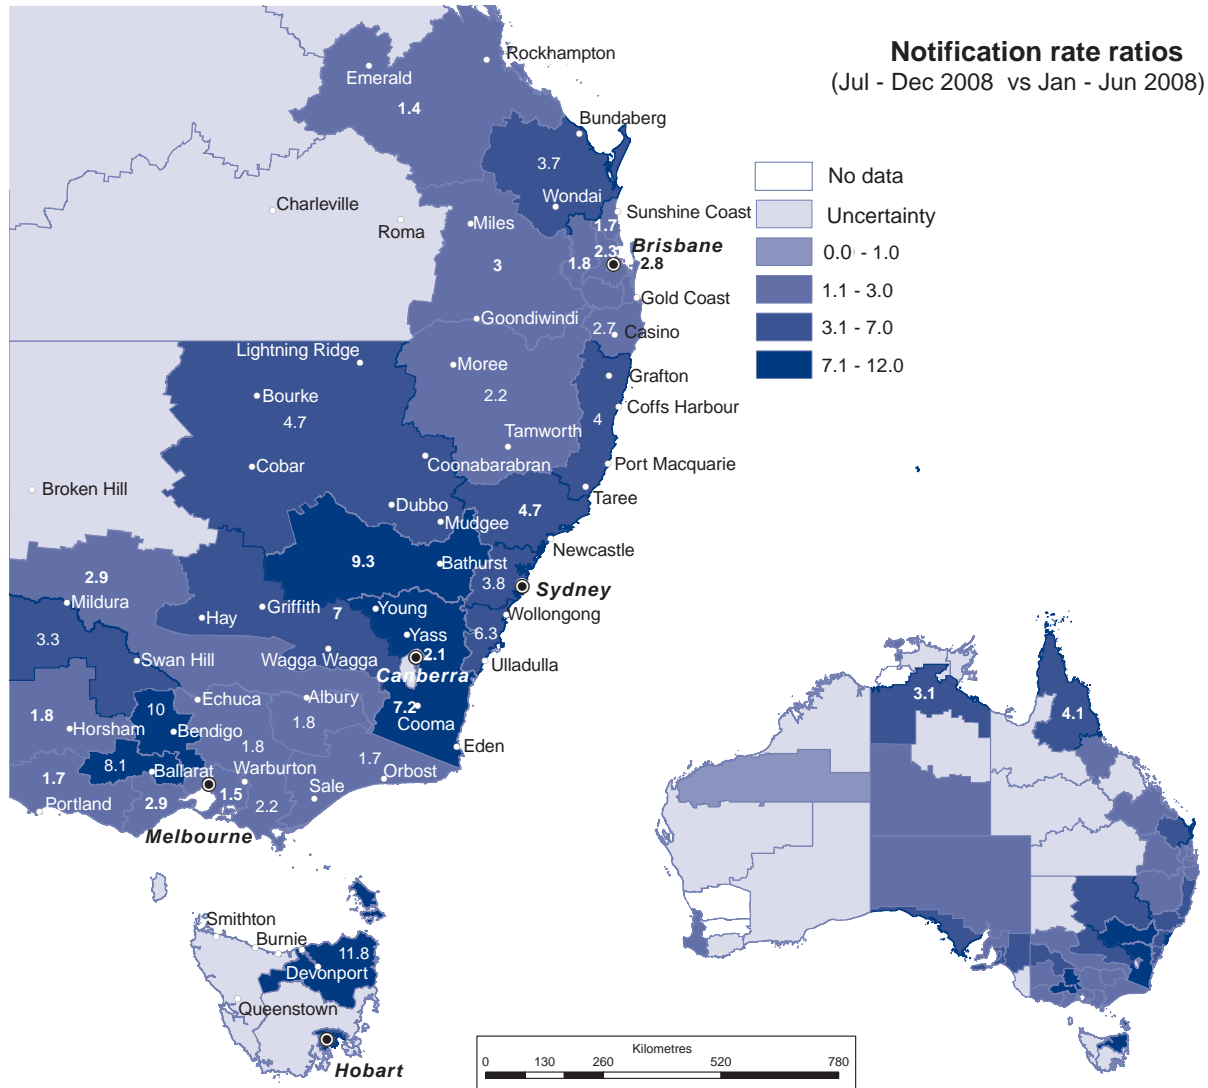 Notification rate ratios
(Jul - Dec 2008 vs Jan - Jun 2008)
No data
Uncertainty
0.0 - 1.0
1.1 - 3.0
3.1 - 7.0
7.1 - 12.0
Rockhampton
Emerald
1.4
Bundaberg
3.7
Wondai
Charleville
Roma
Miles
Sunshine Coast
1.7
Brisbane
2.3
1.8
2.8
3
Gold Coast
Goondiwindi
2.7
Casino
Lightning Ridge
Moree
Grafton
Bourke
2.2
Coffs Harbour
4.7
4
Tamworth
Cobar
Coonabarabran
Port Macquarie
Broken Hill
Taree
Dubbo
4.7
Mudgee
Newcastle
9.3
Bathurst
2.9
3.8
Sydney
Mildura
Hay
Griffith
7
Young
Wollongong
3.3
Yass
6.3
Swan Hill
Wagga Wagga
2.1
Ulladulla
Canberra
Echuca
Albury
7.2
10
1.8
Cooma
1.8
Horsham
Bendigo
1.8
Eden
8.1
Ballarat
Warburton
1.7
Orbost
1.7
1.5
Sale
Portland
2.9
2.2
Melbourne
Smithton
Burnie
11.8
Devonport
Queenstown
Hobart
3.1
4.1
Kilometres
0 130 260 520 780